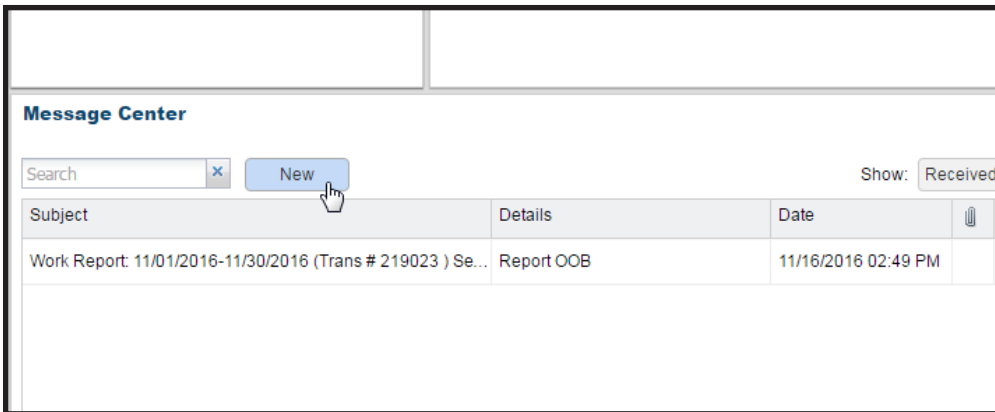 Message Center
Search
New
Show: Received
Subject Details Date
Work Report: 11/01/2016-11/30/2016 (Trans # 219023 ) Se... Report OOB 11/16/2016 02:49 PM